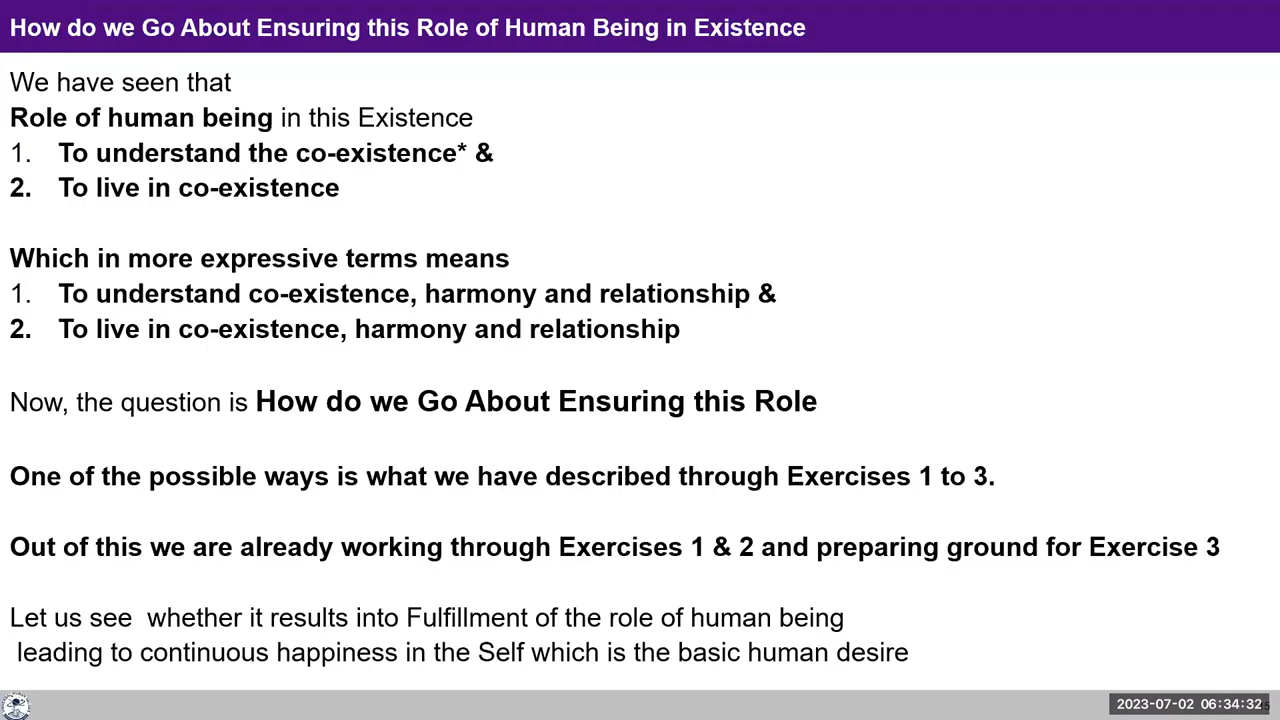 How do we Go About Ensuring this Role of Human Being in Existence
We have seen that
Role of human being in this Existence
1. To understand the co-existence* &
2. To live in co-existence
Which in more expressive terms means
1. To understand co-existence, harmony and relationship &
2. To live in co-existence, harmony and relationship
Now, the question is How do we Go About Ensuring this Role
One of the possible ways is what we have described through Exercises 1 to 3.
Out of this we are already working through Exercises 1 & 2 and preparing ground for Exercise 3
Let us see whether it results into Fulfillment of the role of human being
leading to continuous happiness in the Self which is the basic human desire
2023-07-02 06:34:32